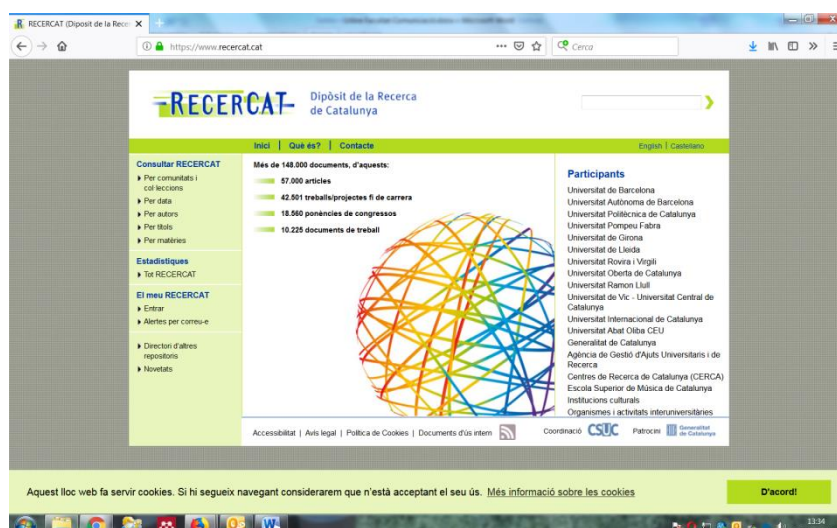 RECERCAT (Dipòsit de la Recer
https://www.recercat.cat
Cerca
RECERCAT
Dipòsit de la Recerca
de Catalunya
Inici | Què és? | Contacte
English | Castellano
Consultar RECERCAT
Per comunitats i
col·leccions
Per data
Per autors
Per títols
Per matèries
Estadístiques
Tot RECERCAT
El meu RECERCAT
Entrar
Alertes per correu-e
Directori d'altres
repositoris
Novetats
Més de 148.000 documents, d'aquests:
57.000 articles
42.501 treballs/projectes fi de carrera
18.560 ponències de congressos
10.225 documents de treball
Participants
Universitat de Barcelona
Universitat Autònoma de Barcelona
Universitat Politècnica de Catalunya
Universitat Pompeu Fabra
Universitat de Girona
Universitat de Lleida
Universitat Rovira i Virgili
Universitat Oberta de Catalunya
Universitat Ramon Llull
Universitat de Vic - Universitat Central de
Catalunya
Universitat Internacional de Catalunya
Universitat Abat Oliba CEU
Generalitat de Catalunya
Agència de Gestió d'Ajuts Universitaris i de
Recerca
Centres de Recerca de Catalunya (CERCA)
Escola Superior de Música de Catalunya
Institucions culturals
Organismes i activitats interuniversitàries
Accessibilitat | Avís legal | Política de Cookies | Documents d'ús intern
Coordinació CSUC Patrocini Generalitat
de Catalunya
Aquest lloc web fa servir cookies. Si hi segueix navegant considerarem que n'està acceptant el seu ús. Més informació sobre les cookies
D'acord!
13:34